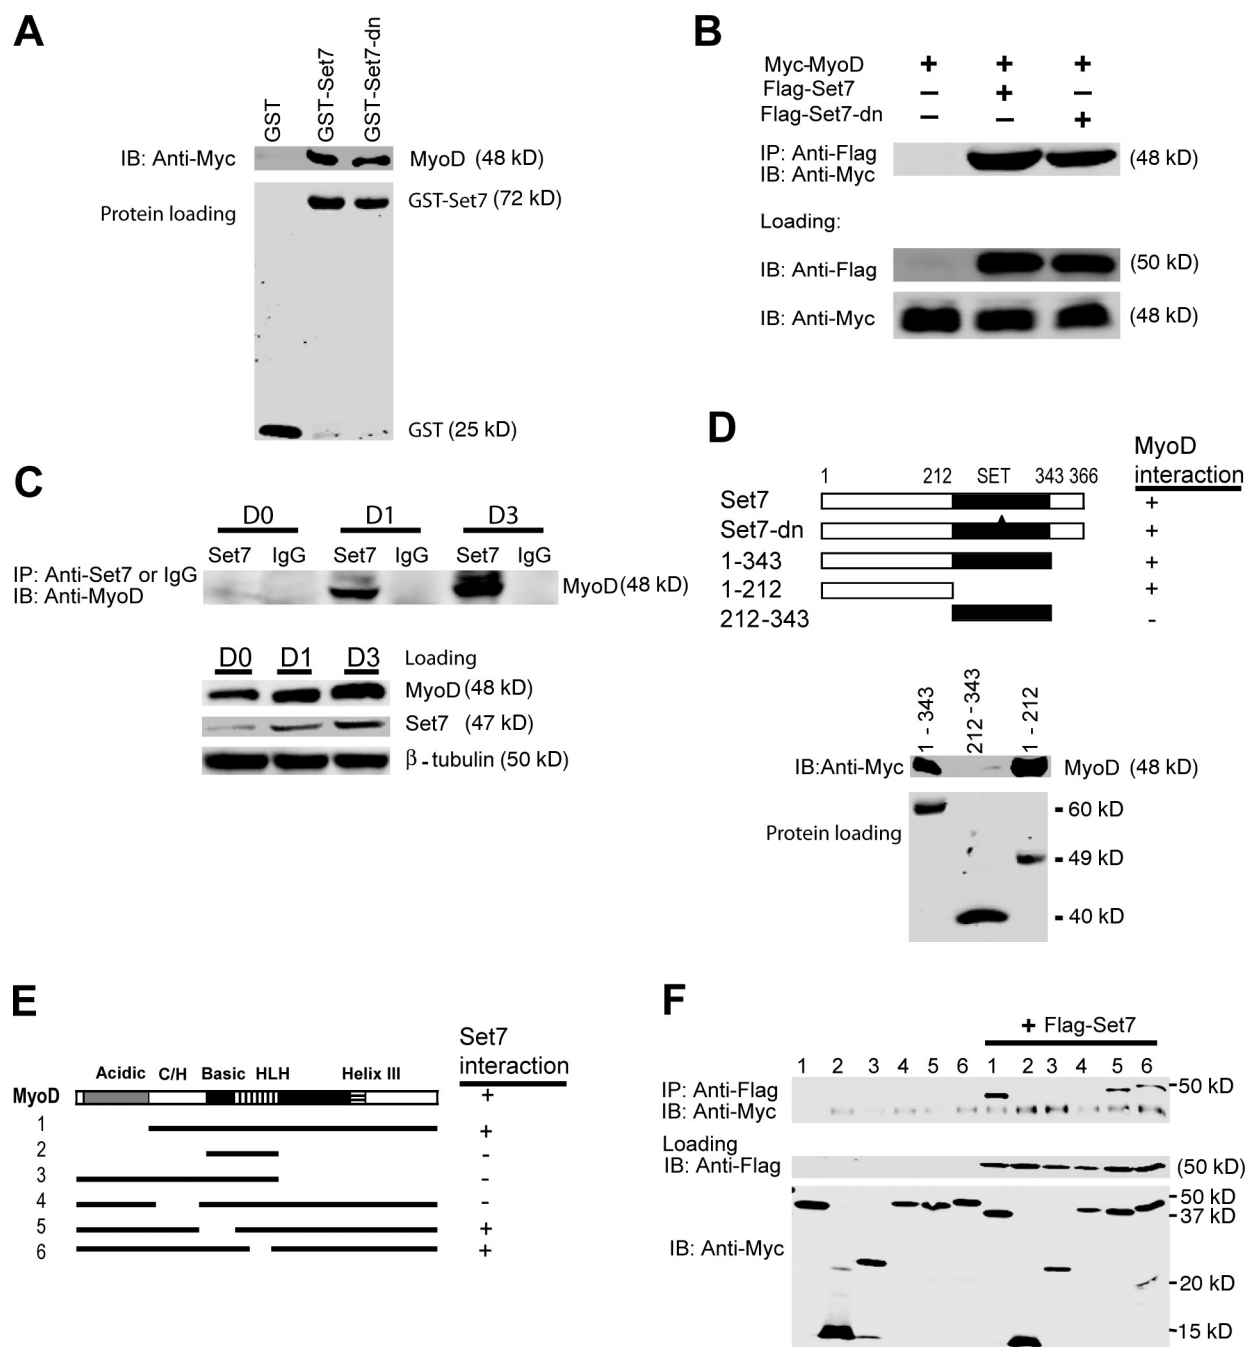 A
GST
GST-Set7
GST-Set7-dn
IB: Anti-Myc
MyoD (48 kD)
Protein loading
GST-Set7 (72 kD)
GST (25 kD)
B
Myc-MyoD + + +
Flag-Set7 – + –
Flag-Set7-dn – – +
IP: Anti-Flag
IB: Anti-Myc
(48 kD)
Loading:
IB: Anti-Flag
(50 kD)
IB: Anti-Myc
(48 kD)
C
D0 D1 D3
Set7 IgG Set7 IgG Set7 IgG
IP: Anti-Set7 or IgG
IB: Anti-MyoD
MyoD (48 kD)
D0 D1 D3 Loading
MyoD (48 kD)
Set7 (47 kD)
β-tubulin (50 kD)
D
MyoD
interaction
1 212 SET 343 366
Set7 +
Set7-dn +
1-343 +
1-212 +
212-343 -
1 - 343
212 - 343
1 - 212
IB:Anti-Myc
MyoD (48 kD)
Protein loading
- 60 kD
- 49 kD
- 40 kD
E
Set7
interaction
Acidic C/H Basic HLH Helix III
MyoD +
1 +
2 -
3 -
4 -
5 +
6 +
F
+ Flag-Set7
1 2 3 4 5 6 1 2 3 4 5 6
IP: Anti-Flag
IB: Anti-Myc
-50 kD
Loading
IB: Anti-Flag
(50 kD)
IB: Anti-Myc
-50 kD
-37 kD
-20 kD
-15 kD